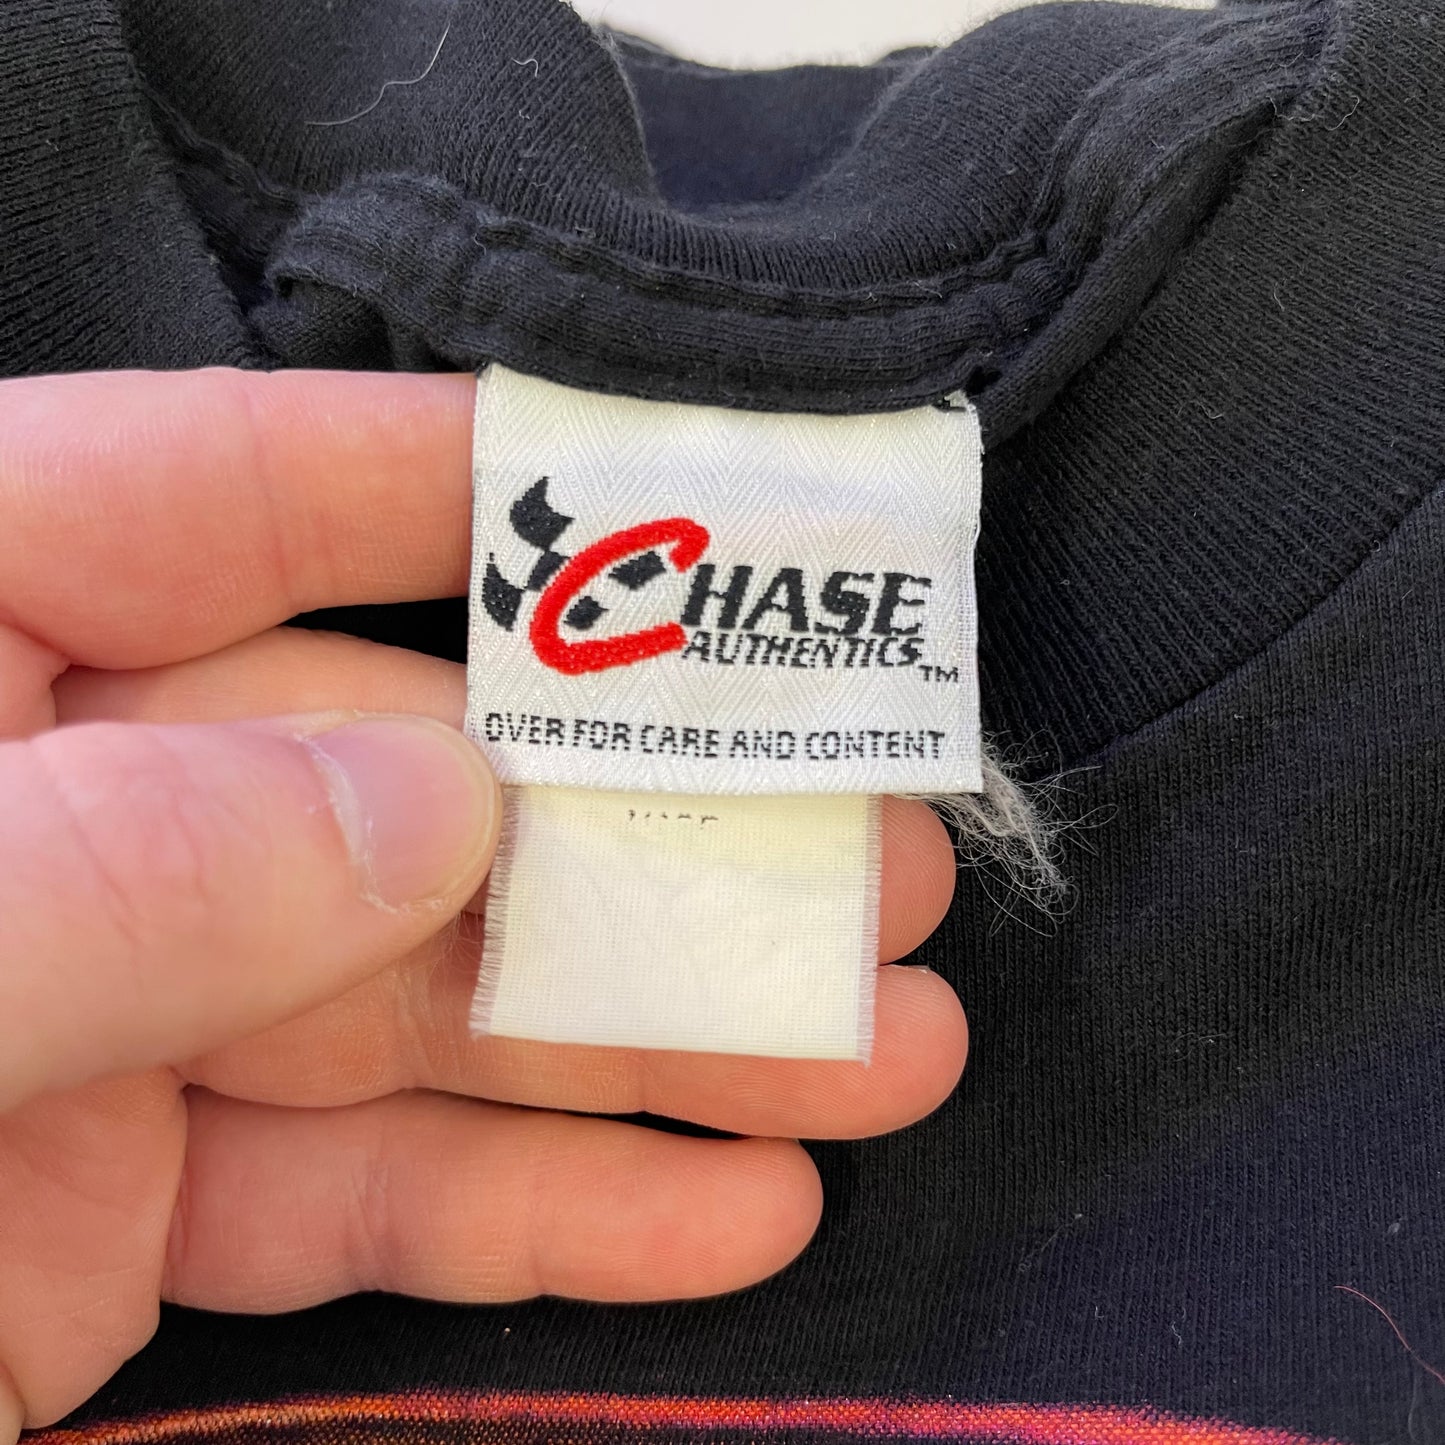 CHASE
AUTHENTICS™
OVER FOR CARE AND CONTENT